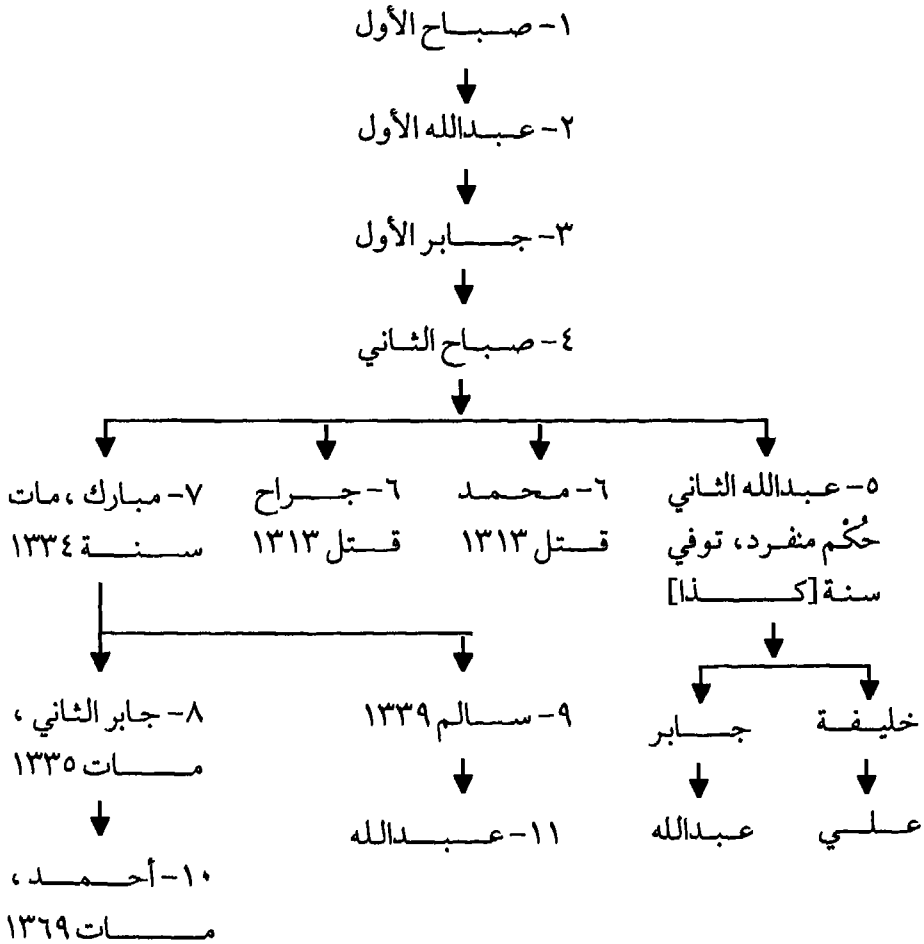 ١- صباح الأول
٢- عبدالله الأول
٣- جابر الأول
٤- صباح الثاني
٥- عبدالله الثاني
حُكْم منفرد، توفي
سنة [كذا]
٦- محمد
قتل ١٣١٣
٦- جراح
قتل ١٣١٣
٧- مبارك، مات
سنة ١٣٣٤
خليفة
جابر
٩- سالم ١٣٣٩
٨- جابر الثاني،
مات ١٣٣٥
علي
عبدالله
١١- عبدالله
١٠- أحمد،
مات ١٣٦٩